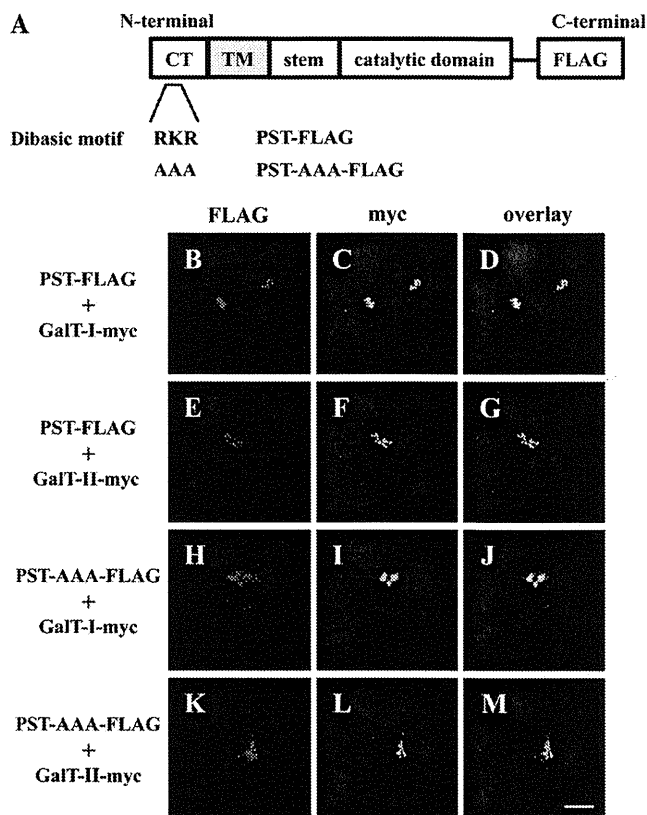 A
N-terminal C-terminal
CT TM stem catalytic domain FLAG
Dibasic motif RKR PST-FLAG
AAA PST-AAA-FLAG
FLAG myc overlay
PST-FLAG
+
GalT-I-myc
B C D
PST-FLAG
+
GalT-II-myc
E F G
PST-AAA-FLAG
+
GalT-I-myc
H I J
PST-AAA-FLAG
+
GalT-II-myc
K L M